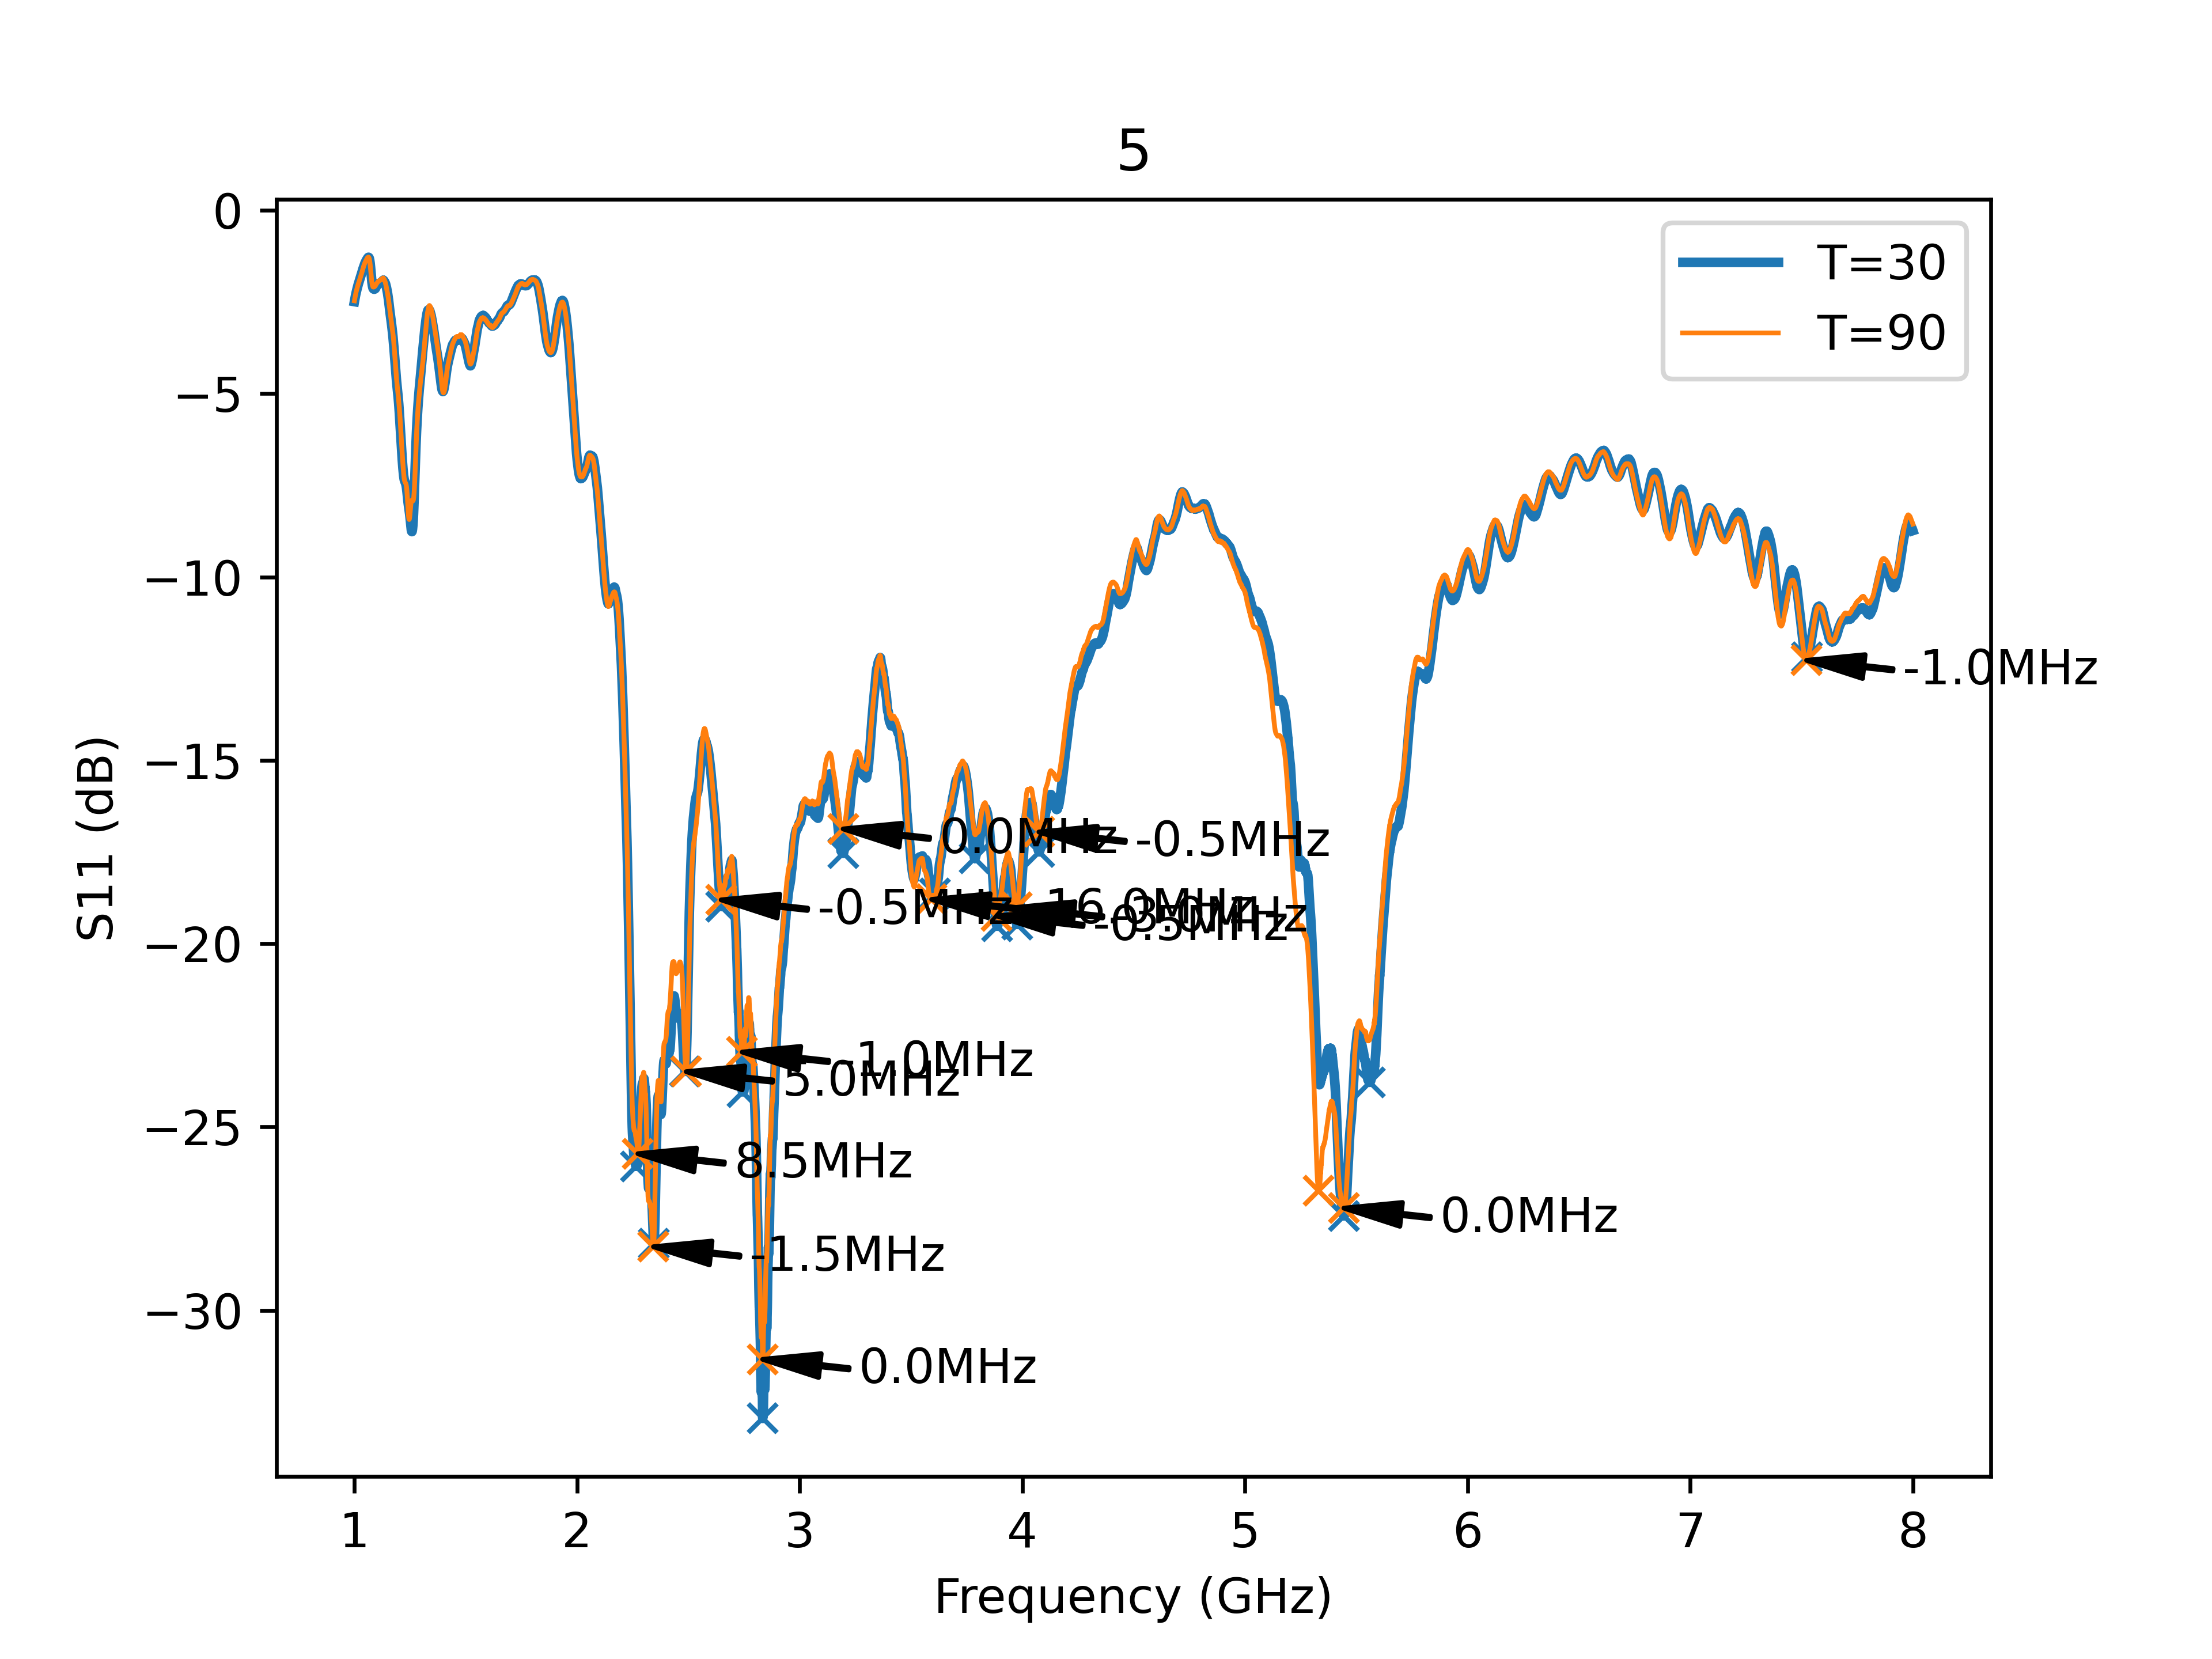 5
T=30
T=90
0
−5
−10
−15
−20
−25
−30
S11 (dB)
-1.0MHz
0.0MHz
-0.5MHz
-0.5MHz
-0.5MHz
-1.0MHz
5.0MHz
8.5MHz
-1.5MHz
0.0MHz
0.0MHz
1 2 3 4 5 6 7 8
Frequency (GHz)